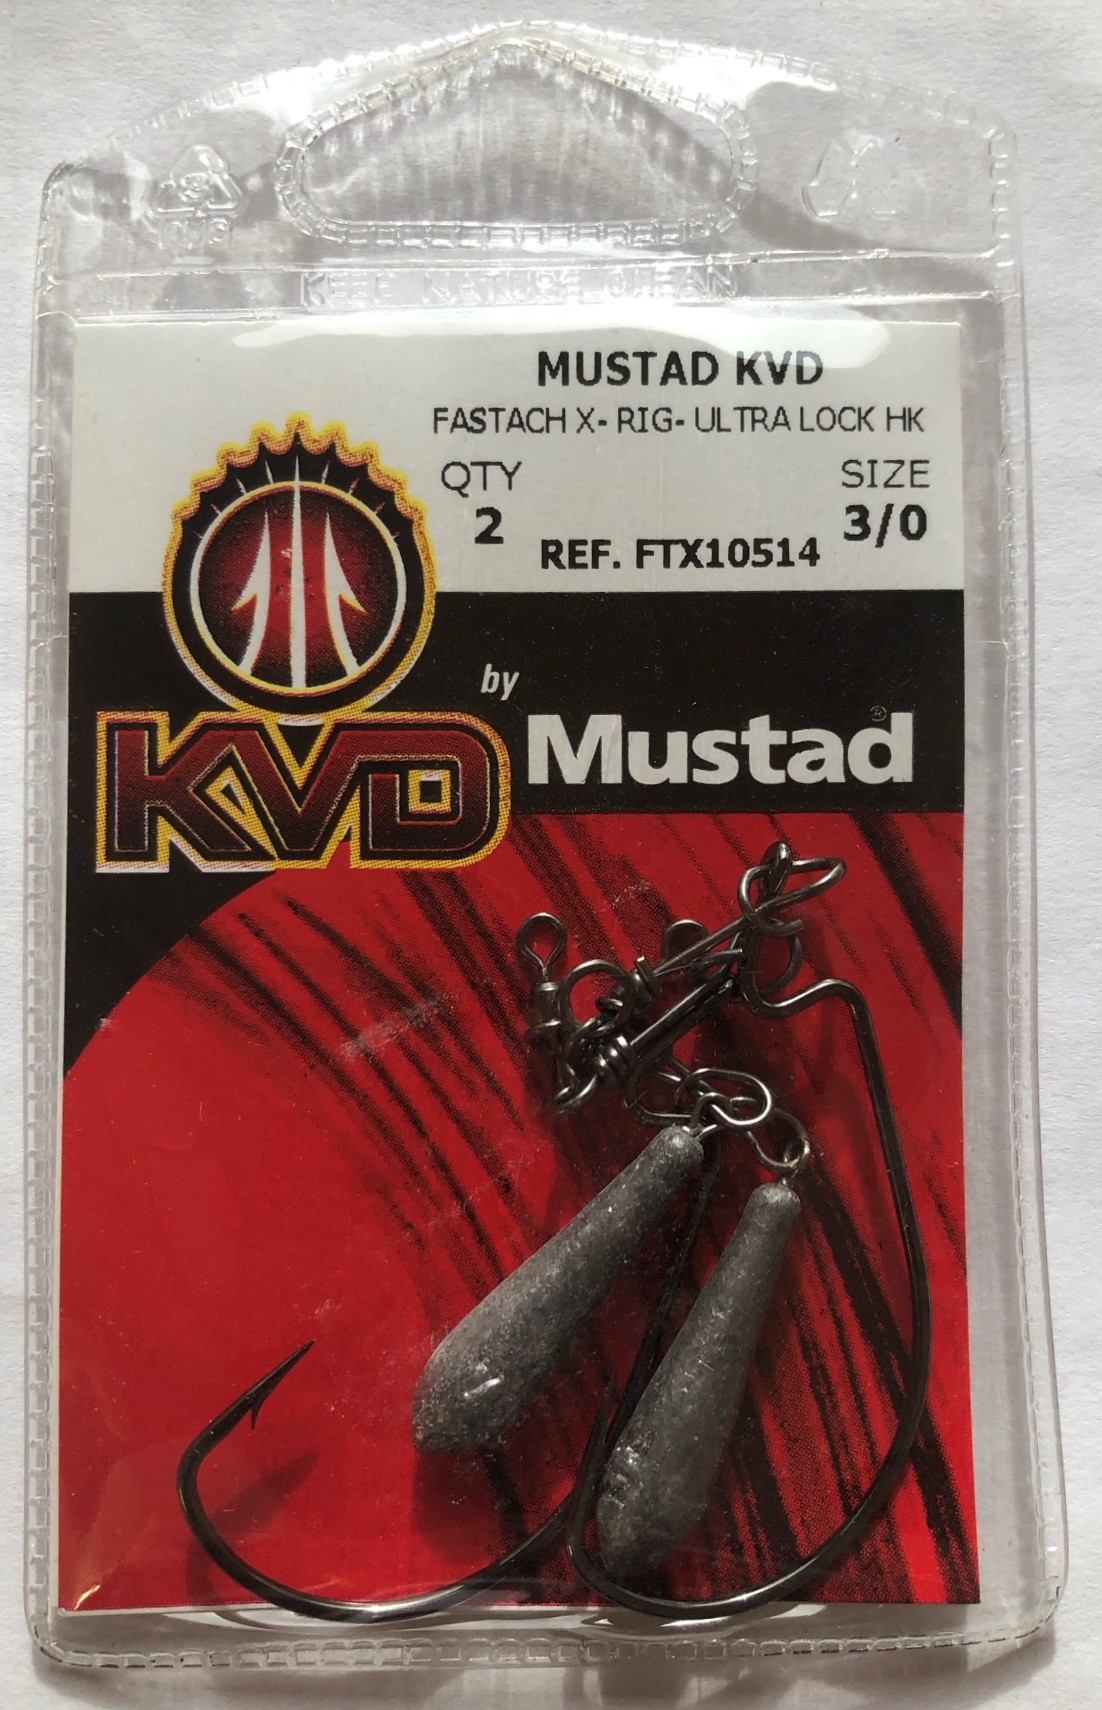 KEEP NATURE CLEAN
MUSTAD KVD
FASTACH X- RIG- ULTRA LOCK HK
QTY
SIZE
2
3/0
REF. FTX10514
KVD
by
Mustad®